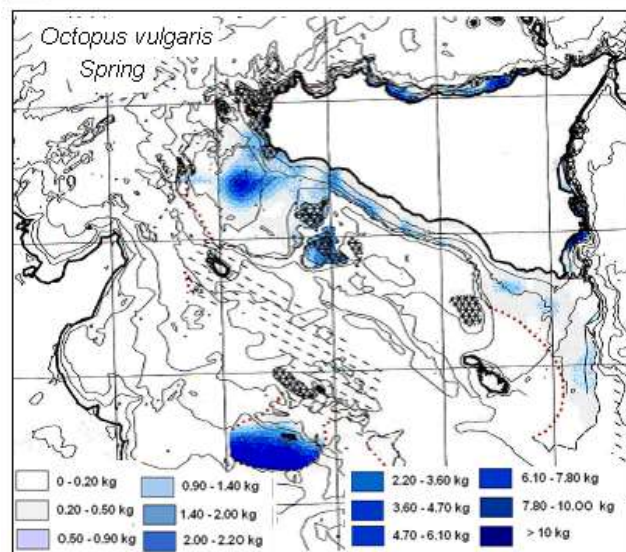 Octopus vulgaris
Spring
0 - 0.20 kg
0.20 - 0.50 kg
0.50 - 0.90 kg
0.90 - 1.40 kg
1.40 - 2.00 kg
2.00 - 2.20 kg
2.20 - 3.60 kg
3.60 - 4.70 kg
4.70 - 6.10 kg
6.10 - 7.80 kg
7.80 - 10.00 kg
> 10 kg